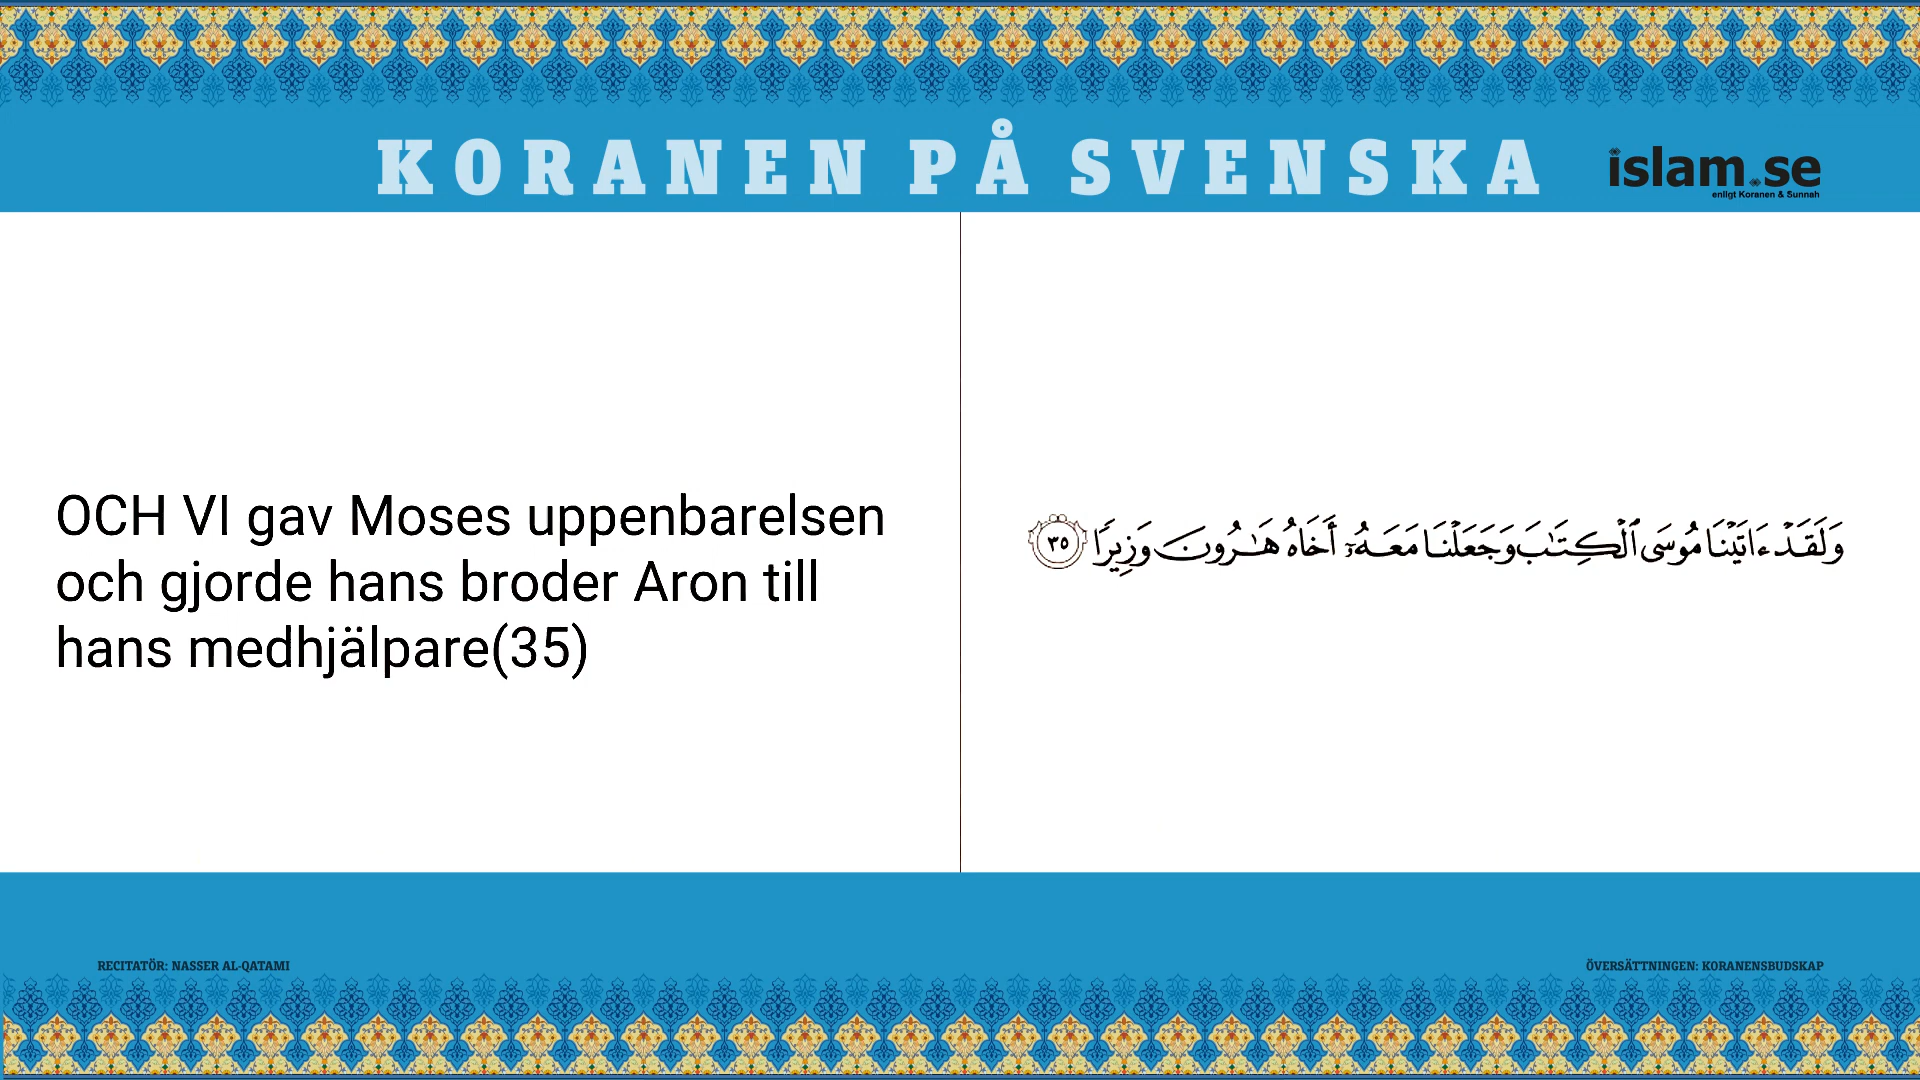 KORANEN PÅ SVENSKA
islam.se
enligt Koranen & Sunnah
OCH VI gav Moses uppenbarelsen
och gjorde hans broder Aron till
hans medhjälpare(35)
وَلَقَدْ ءَاتَيْنَا مُوسَى ٱلْكِتَٰبَ وَجَعَلْنَا مَعَهُۥٓ أَخَاهُ هَٰرُونَ وَزِيرًا ٣٥
RECITATÖR: NASSER AL-QATAMI
ÖVERSÄTTNINGEN: KORANENSBUDSKAP